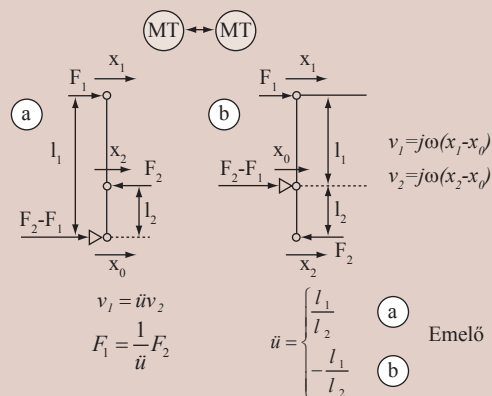 MT MT
x₁ x₁
F₁ F₁
a b
l₁ x₂ F₂ x₀ l₁
v₁=jω(x₁-x₀)
F₂-F₁ v₂=jω(x₂-x₀)
F₂-F₁ l₂ l₂
x₀ F₂
x₂
v₁ = üv₂
F₁ = 1/ü F₂
ü = { l₁/l₂ a
-l₁/l₂ b
Emelő